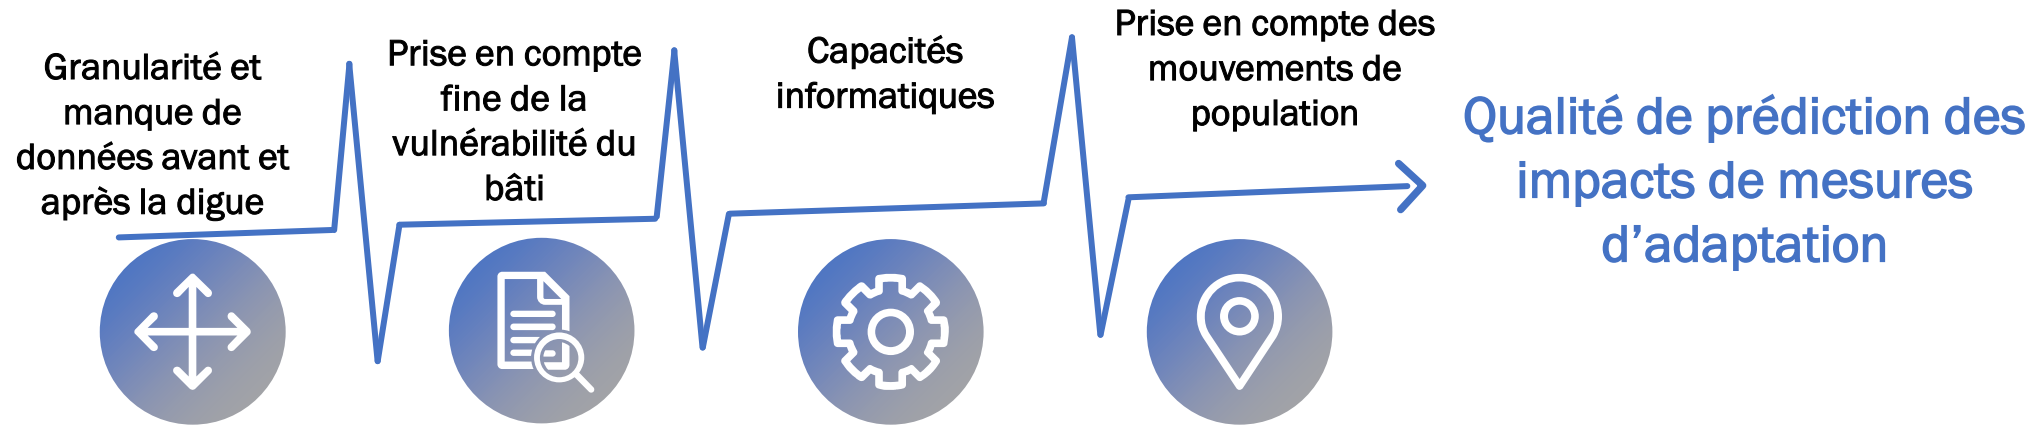 Granularité et
manque de
données avant et
après la digue
Prise en compte
fine de la
vulnérabilité du
bâti
Capacités
informatiques
Prise en compte des
mouvements de
population
Qualité de prédiction des
impacts de mesures
d’adaptation